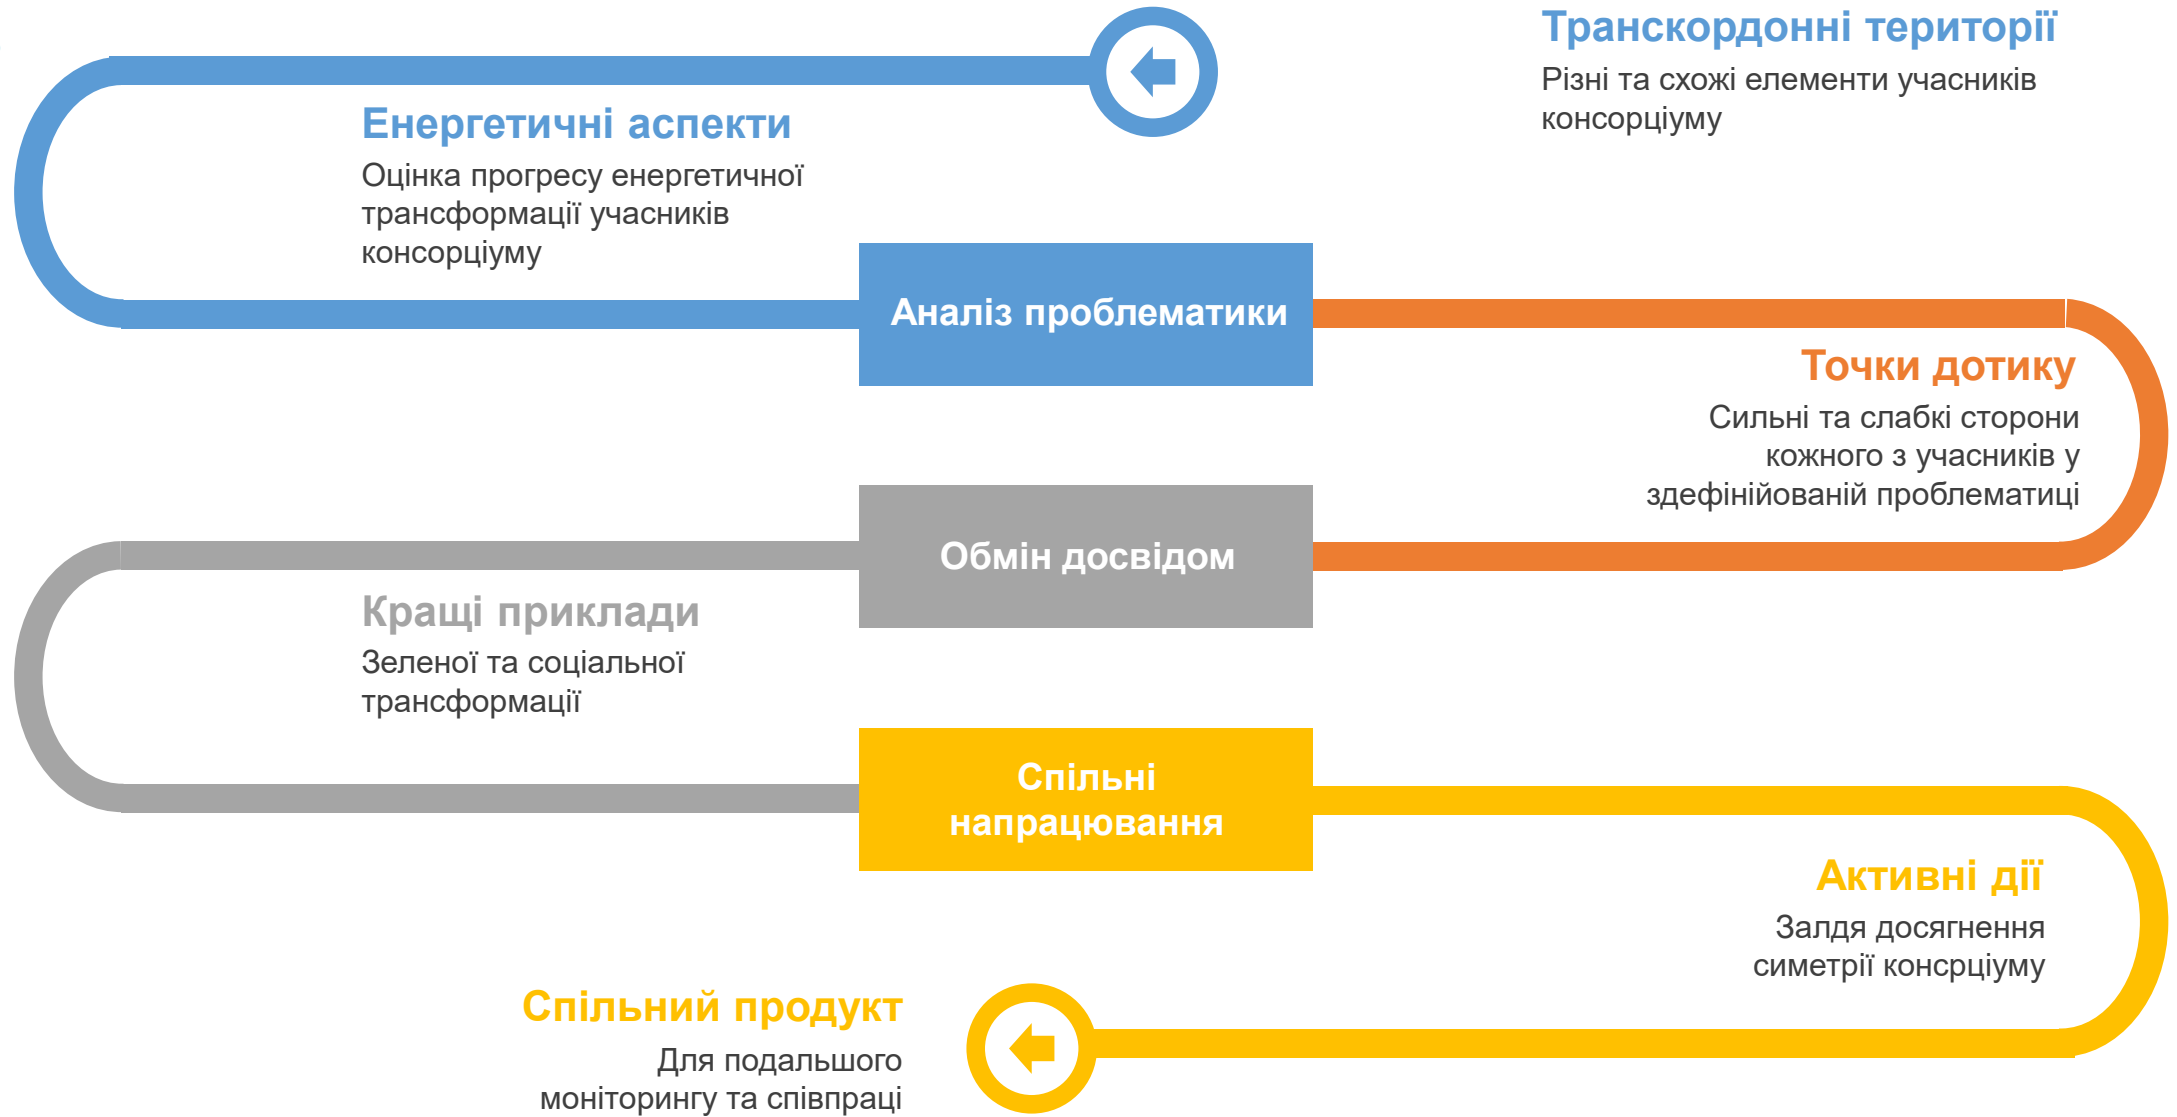 Транскордонні території
Різні та схожі елементи учасників
консорціуму
Енергетичні аспекти
Оцінка прогресу енергетичної
трансформації учасників
консорціуму
Аналіз проблематики
Точки дотику
Сильні та слабкі сторони
кожного з учасників у
здефінійованій проблематиці
Обмін досвідом
Кращі приклади
Зеленої та соціальної
трансформації
Спільні
напрацювання
Активні дії
Залдя досягнення
симетрії консрціуму
Спільний продукт
Для подальшого
моніторингу та співпраці